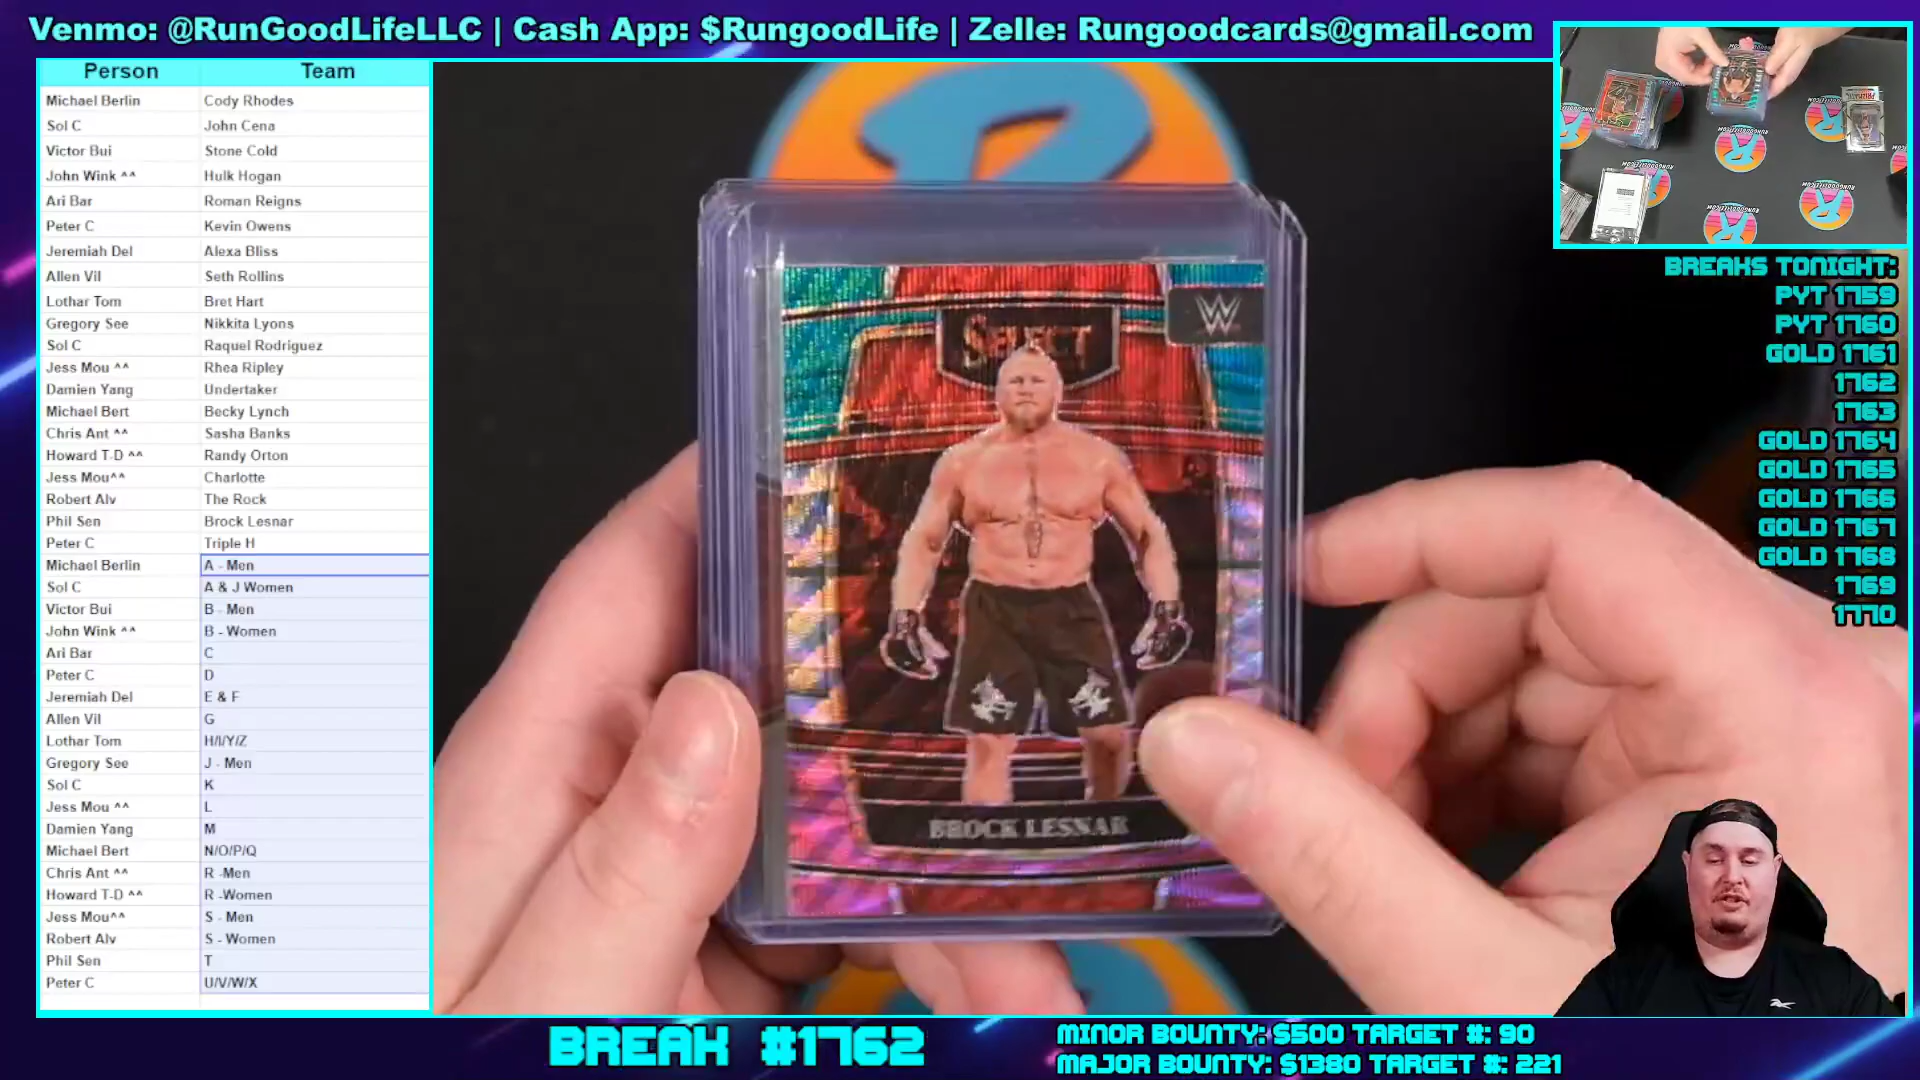 Venmo: @RunGoodLifeLLC | Cash App: $RungoodLife | Zelle: Rungoodcards@gmail.com
Person Team
Michael Berlin Cody Rhodes
Sol C John Cena
Victor Bui Stone Cold
John Wink ^^ Hulk Hogan
Ari Bar Roman Reigns
Peter C Kevin Owens
Jeremiah Del Alexa Bliss
Allen Vil Seth Rollins
Lothar Tom Bret Hart
Gregory See Nikkita Lyons
Sol C Raquel Rodriguez
Jess Mou ^^ Rhea Ripley
Damien Yang Undertaker
Michael Bert Becky Lynch
Chris Ant ^^ Sasha Banks
Howard T-D ^^ Randy Orton
Jess Mou^^ Charlotte
Robert Alv The Rock
Phil Sen Brock Lesnar
Peter C Triple H
Michael Berlin A - Men
Sol C A & J Women
Victor Bui B - Men
John Wink ^^ B - Women
Ari Bar C
Peter C D
Jeremiah Del E & F
Allen Vil G
Lothar Tom H/I/Y/Z
Gregory See J - Men
Sol C K
Jess Mou ^^ L
Damien Yang M
Michael Bert N/O/P/Q
Chris Ant ^^ R -Men
Howard T-D ^^ R -Women
Jess Mou^^ S - Men
Robert Alv S - Women
Phil Sen T
Peter C U/V/W/X
W
SELECT
BROCK LESNAR
BREAKS TONIGHT:
PYT 1759
PYT 1760
GOLD 1761
1762
1763
GOLD 1764
GOLD 1765
GOLD 1766
GOLD 1767
GOLD 1768
1769
1770
BREAK #1762
MINOR BOUNTY: $500 TARGET #: 90
MAJOR BOUNTY: $1380 TARGET #: 221